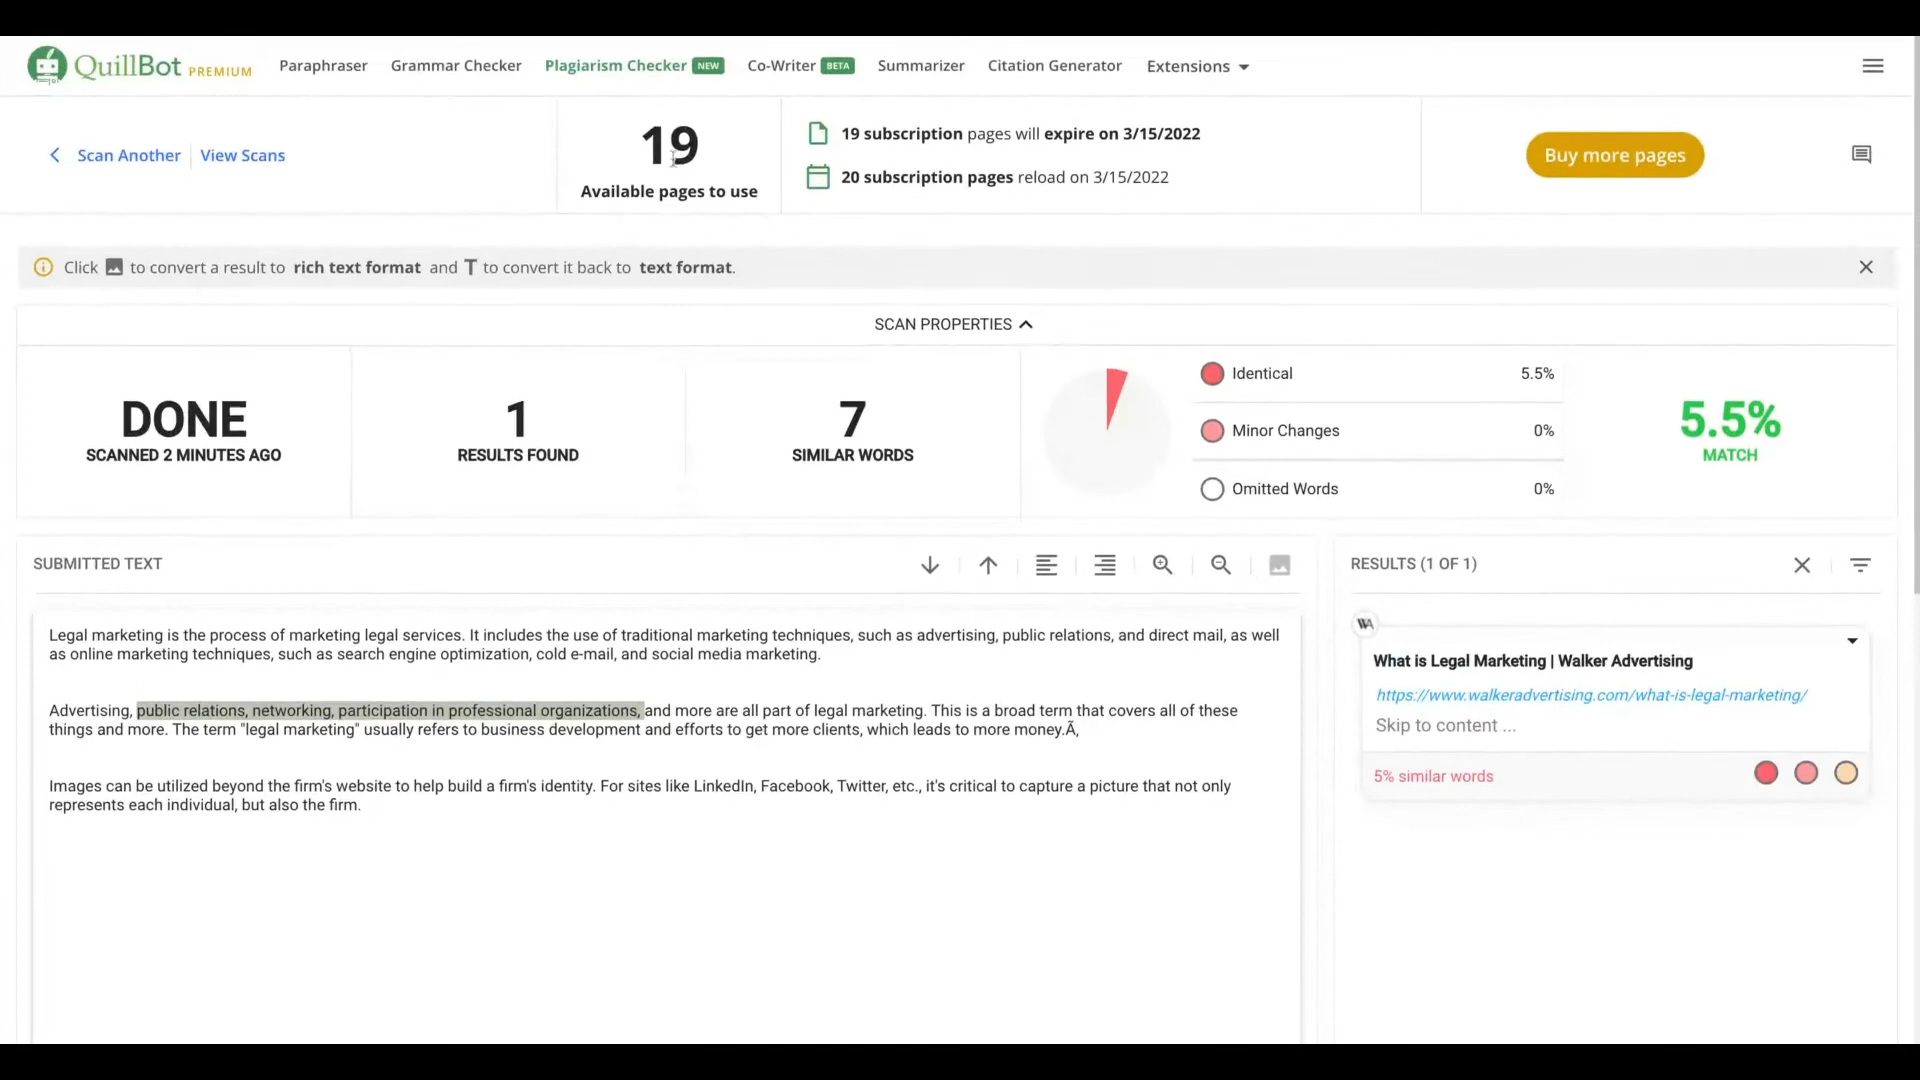 QuillBot PREMIUM Paraphraser Grammar Checker Plagiarism Checker NEW Co-Writer BETA Summarizer Citation Generator Extensions
Scan Another View Scans
19
Available pages to use
19 subscription pages will expire on 3/15/2022
20 subscription pages reload on 3/15/2022
Buy more pages
Click to convert a result to rich text format and T to convert it back to text format.
SCAN PROPERTIES
DONE
SCANNED 2 MINUTES AGO
1
RESULTS FOUND
7
SIMILAR WORDS
Identical 5.5%
Minor Changes 0%
Omitted Words 0%
5.5%
MATCH
SUBMITTED TEXT
Legal marketing is the process of marketing legal services. It includes the use of traditional marketing techniques, such as advertising, public relations, and direct mail, as well
as online marketing techniques, such as search engine optimization, cold e-mail, and social media marketing.
Advertising, public relations, networking, participation in professional organizations, and more are all part of legal marketing. This is a broad term that covers all of these
things and more. The term "legal marketing" usually refers to business development and efforts to get more clients, which leads to more money.Ã,
Images can be utilized beyond the firm's website to help build a firm's identity. For sites like LinkedIn, Facebook, Twitter, etc., it's critical to capture a picture that not only
represents each individual, but also the firm.
RESULTS (1 OF 1)
WA
What is Legal Marketing | Walker Advertising
https://www.walkeradvertising.com/what-is-legal-marketing/
Skip to content ...
5% similar words